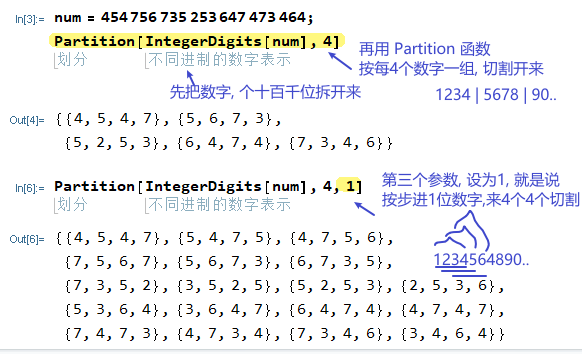 In[3]:= num = 454 756 735 253 647 473 464;
Partition[IntegerDigits[num], 4]
划分 不同进制的数字表示
再用 Partition 函数
按每4个数字一组, 切割开来
1234 | 5678 | 90..
先把数字, 个十百千位拆开来
Out[4]= {{4, 5, 4, 7}, {5, 6, 7, 3},
{5, 2, 5, 3}, {6, 4, 7, 4}, {7, 3, 4, 6}}
In[6]:= Partition[IntegerDigits[num], 4, 1]
划分 不同进制的数字表示
第三个参数, 设为1, 就是说
按步进1位数字,来4个4个切割
1234564890..
Out[6]= {{4, 5, 4, 7}, {5, 4, 7, 5}, {4, 7, 5, 6},
{7, 5, 6, 7}, {5, 6, 7, 3}, {6, 7, 3, 5},
{7, 3, 5, 2}, {3, 5, 2, 5}, {5, 2, 5, 3}, {2, 5, 3, 6},
{5, 3, 6, 4}, {3, 6, 4, 7}, {6, 4, 7, 4}, {4, 7, 4, 7},
{7, 4, 7, 3}, {4, 7, 3, 4}, {7, 3, 4, 6}, {3, 4, 6, 4}}